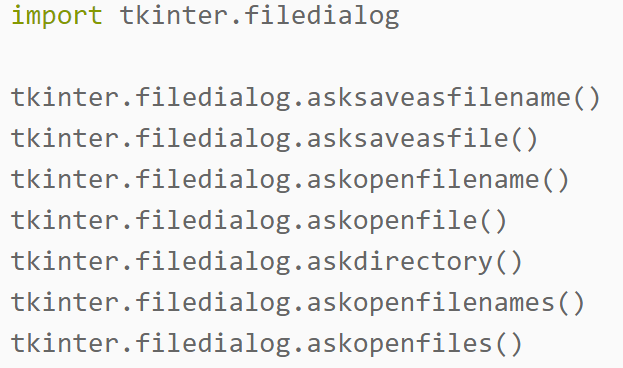 import tkinter.filedialog
tkinter.filedialog.asksaveasfilename()
tkinter.filedialog.asksaveasfile()
tkinter.filedialog.askopenfilename()
tkinter.filedialog.askopenfile()
tkinter.filedialog.askdirectory()
tkinter.filedialog.askopenfilenames()
tkinter.filedialog.askopenfiles()